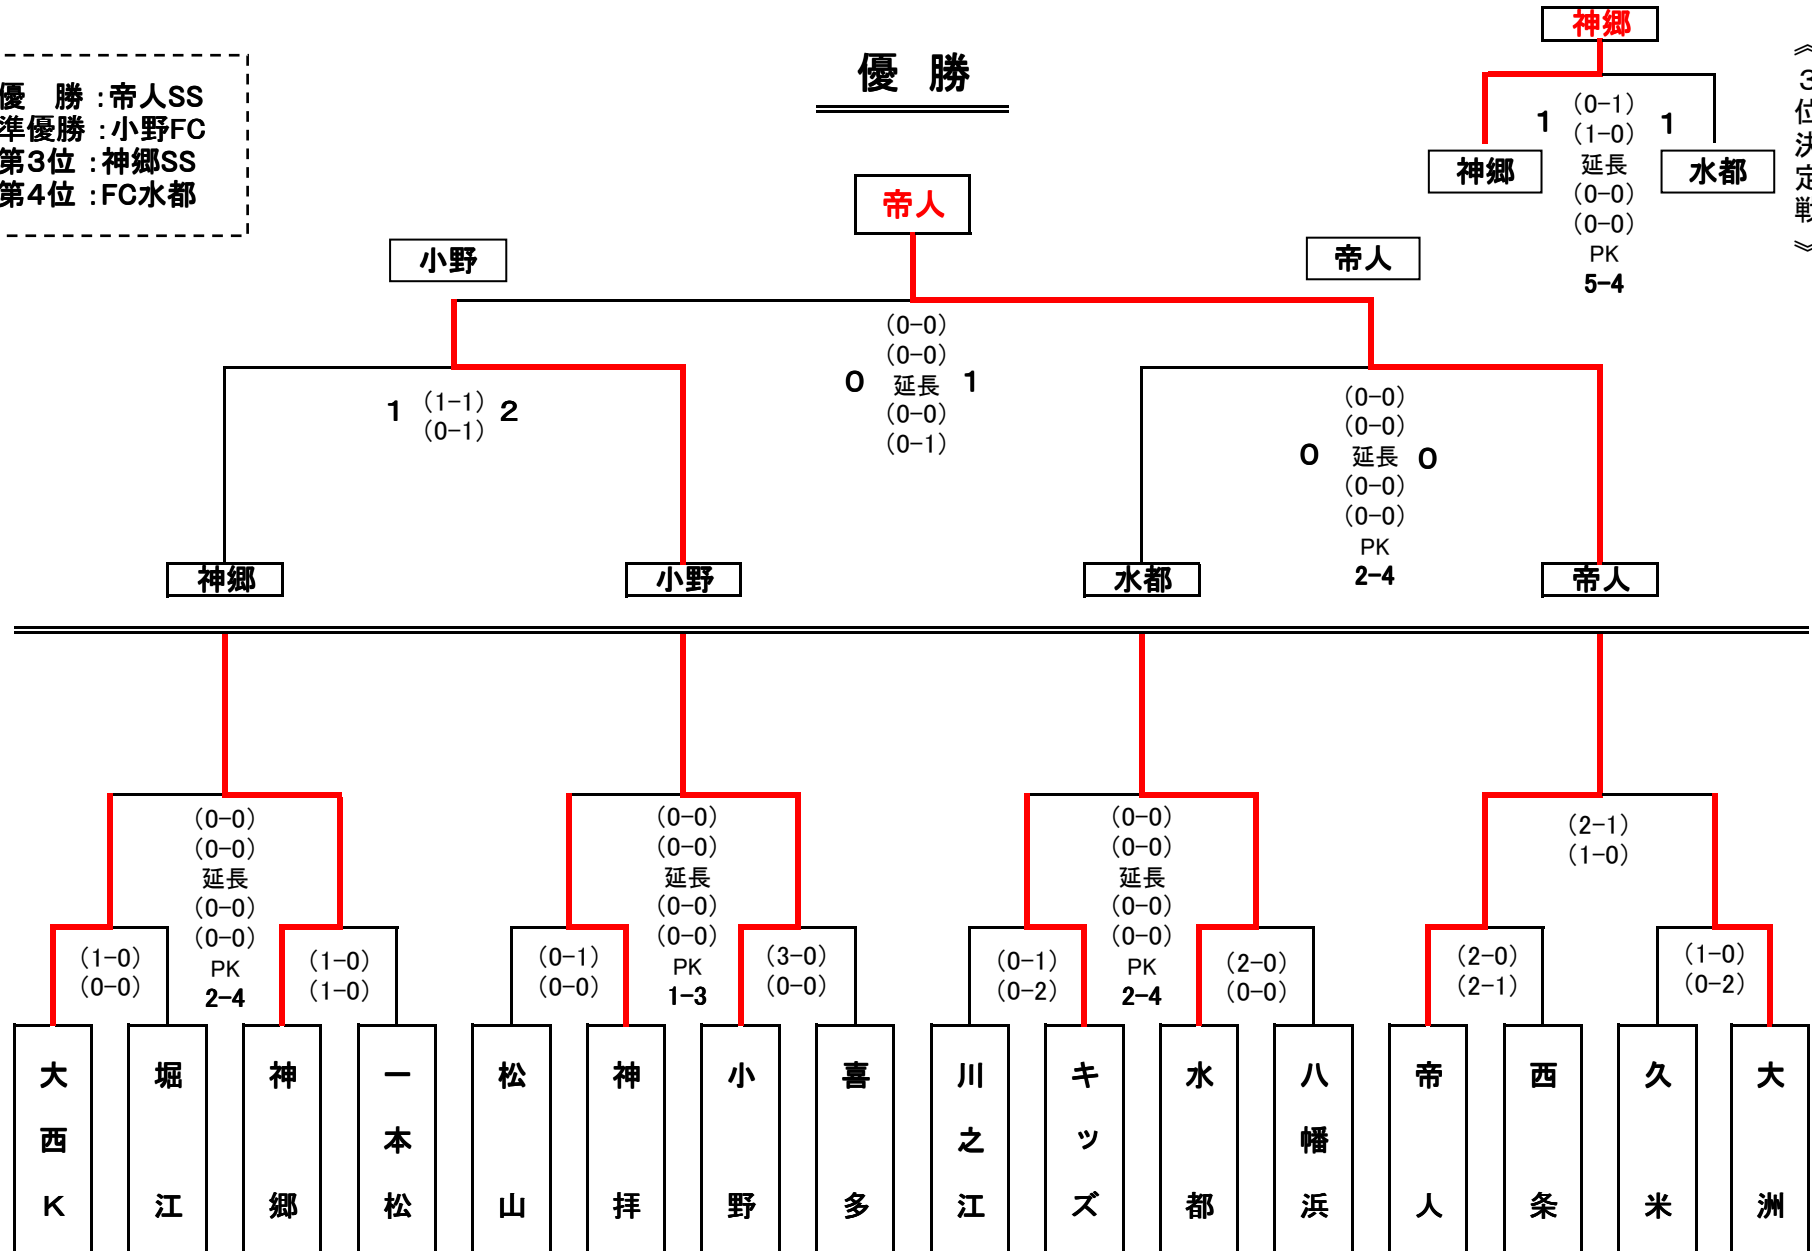 優　勝：帝人SS
準優勝：小野FC
第3位：神郷SS
第4位：FC水都
優　勝
神郷
《３位決定戦》
1
(0-1)
(1-0)
延長
(0-0)
(0-0)
PK
5-4
1
神郷
水都
帝人
小野
帝人
0
(0-0)
(0-0)
延長
(0-0)
(0-1)
1
1
(1-1)
(0-1)
2
0
(0-0)
(0-0)
延長
(0-0)
(0-0)
PK
2-4
0
神郷
小野
水都
帝人
(0-0)
(0-0)
延長
(0-0)
(0-0)
PK
2-4
(0-0)
(0-0)
延長
(0-0)
(0-0)
PK
1-3
(0-0)
(0-0)
延長
(0-0)
(0-0)
PK
2-4
(2-1)
(1-0)
(1-0)
(0-0)
(1-0)
(1-0)
(0-1)
(0-0)
(3-0)
(0-0)
(0-1)
(0-2)
(2-0)
(0-0)
(2-0)
(2-1)
(1-0)
(0-2)
大西K
堀江
神郷
一本松
松山
神拝
小野
喜多
川之江
キッズ
水都
八幡浜
帝人
西条
久米
大洲